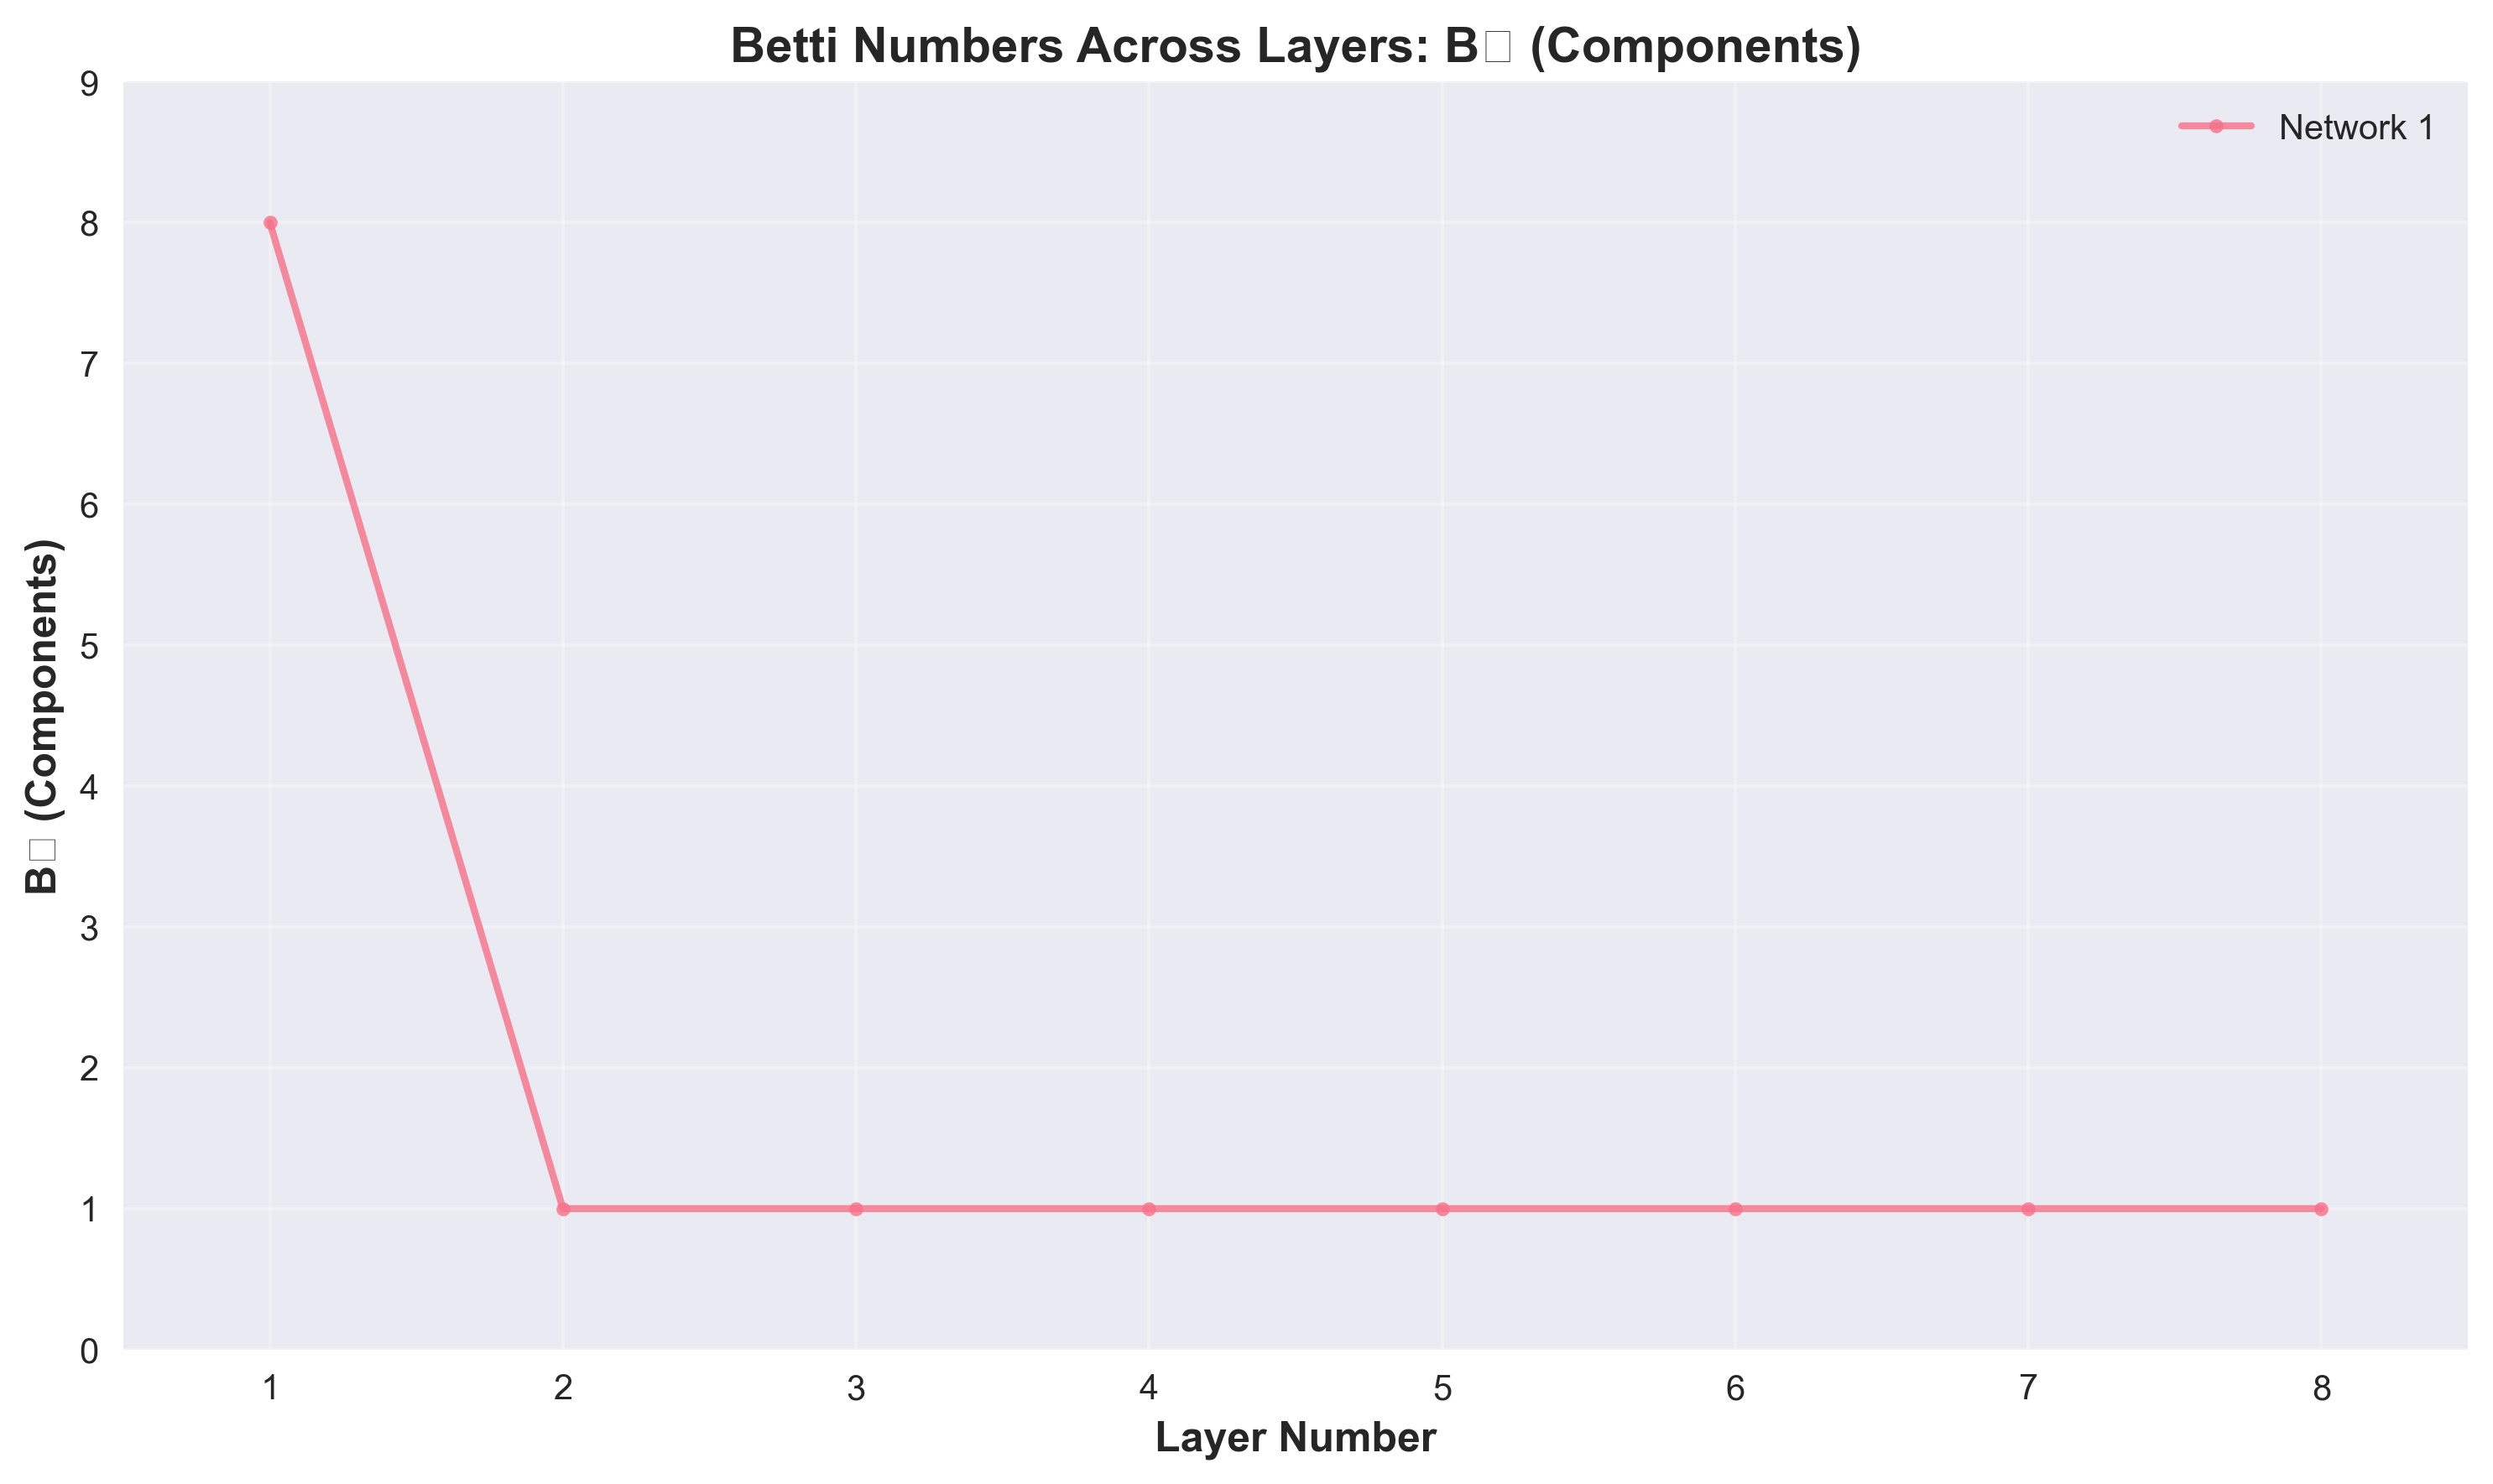 Betti Numbers Across Layers: B□ (Components)
Network 1
B□ (Components)
9
8
7
6
5
4
3
2
1
0
1 2 3 4 5 6 7 8
Layer Number